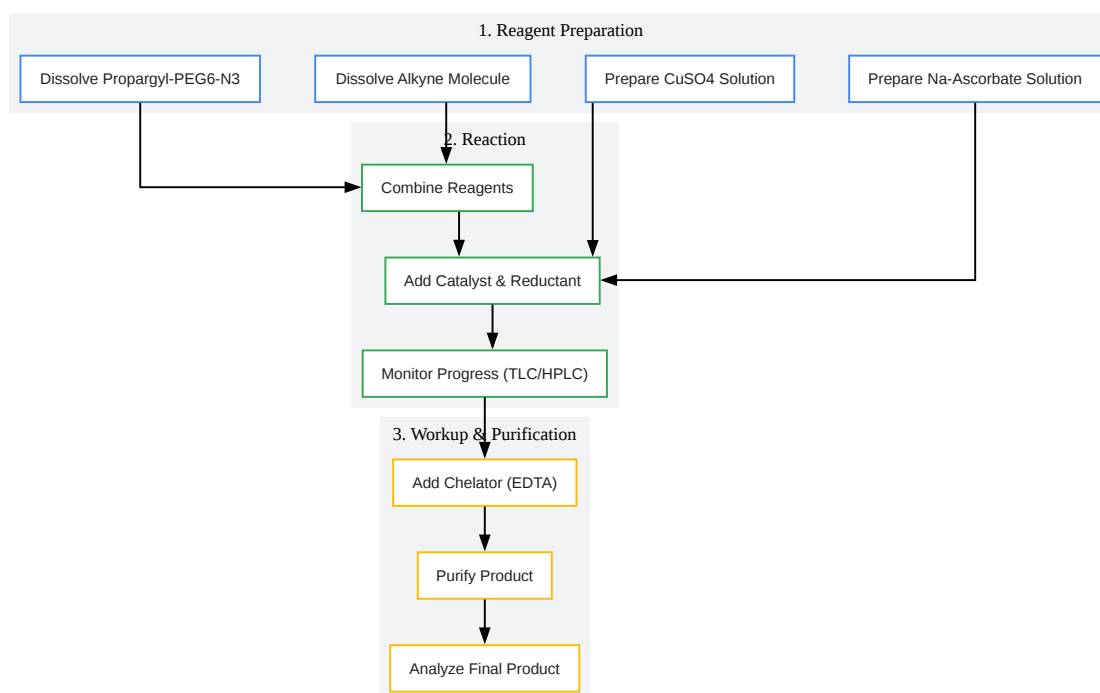 1. Reagent Preparation
Dissolve Propargyl-PEG6-N3
Dissolve Alkyne Molecule
Prepare CuSO4 Solution
Prepare Na-Ascorbate Solution
2. Reaction
Combine Reagents
Add Catalyst & Reductant
Monitor Progress (TLC/HPLC)
3. Workup & Purification
Add Chelator (EDTA)
Purify Product
Analyze Final Product